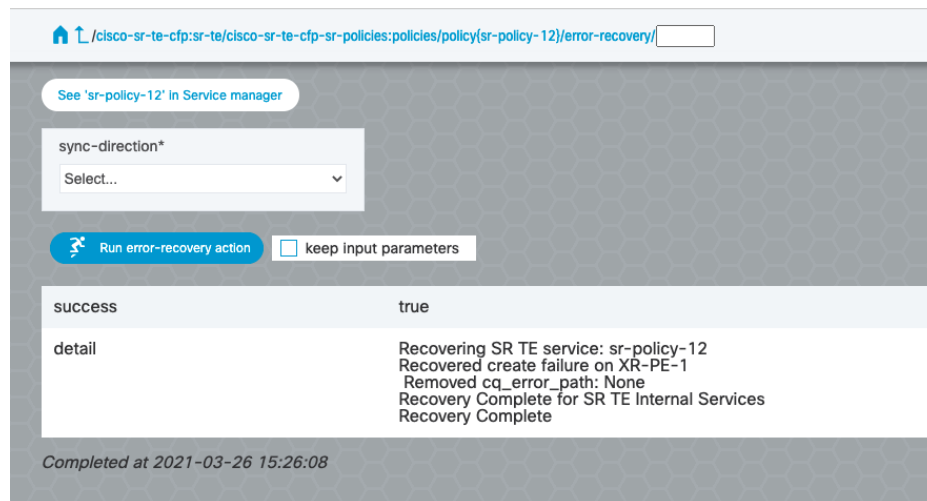 /cisco-sr-te-cfp:sr-te/cisco-sr-te-cfp-sr-policies:policies/policy{sr-policy-12}/error-recovery/
See 'sr-policy-12' in Service manager
sync-direction*
Select...
Run error-recovery action
keep input parameters
success true
detail Recovering SR TE service: sr-policy-12
Recovered create failure on XR-PE-1
Removed cq_error_path: None
Recovery Complete for SR TE Internal Services
Recovery Complete
Completed at 2021-03-26 15:26:08